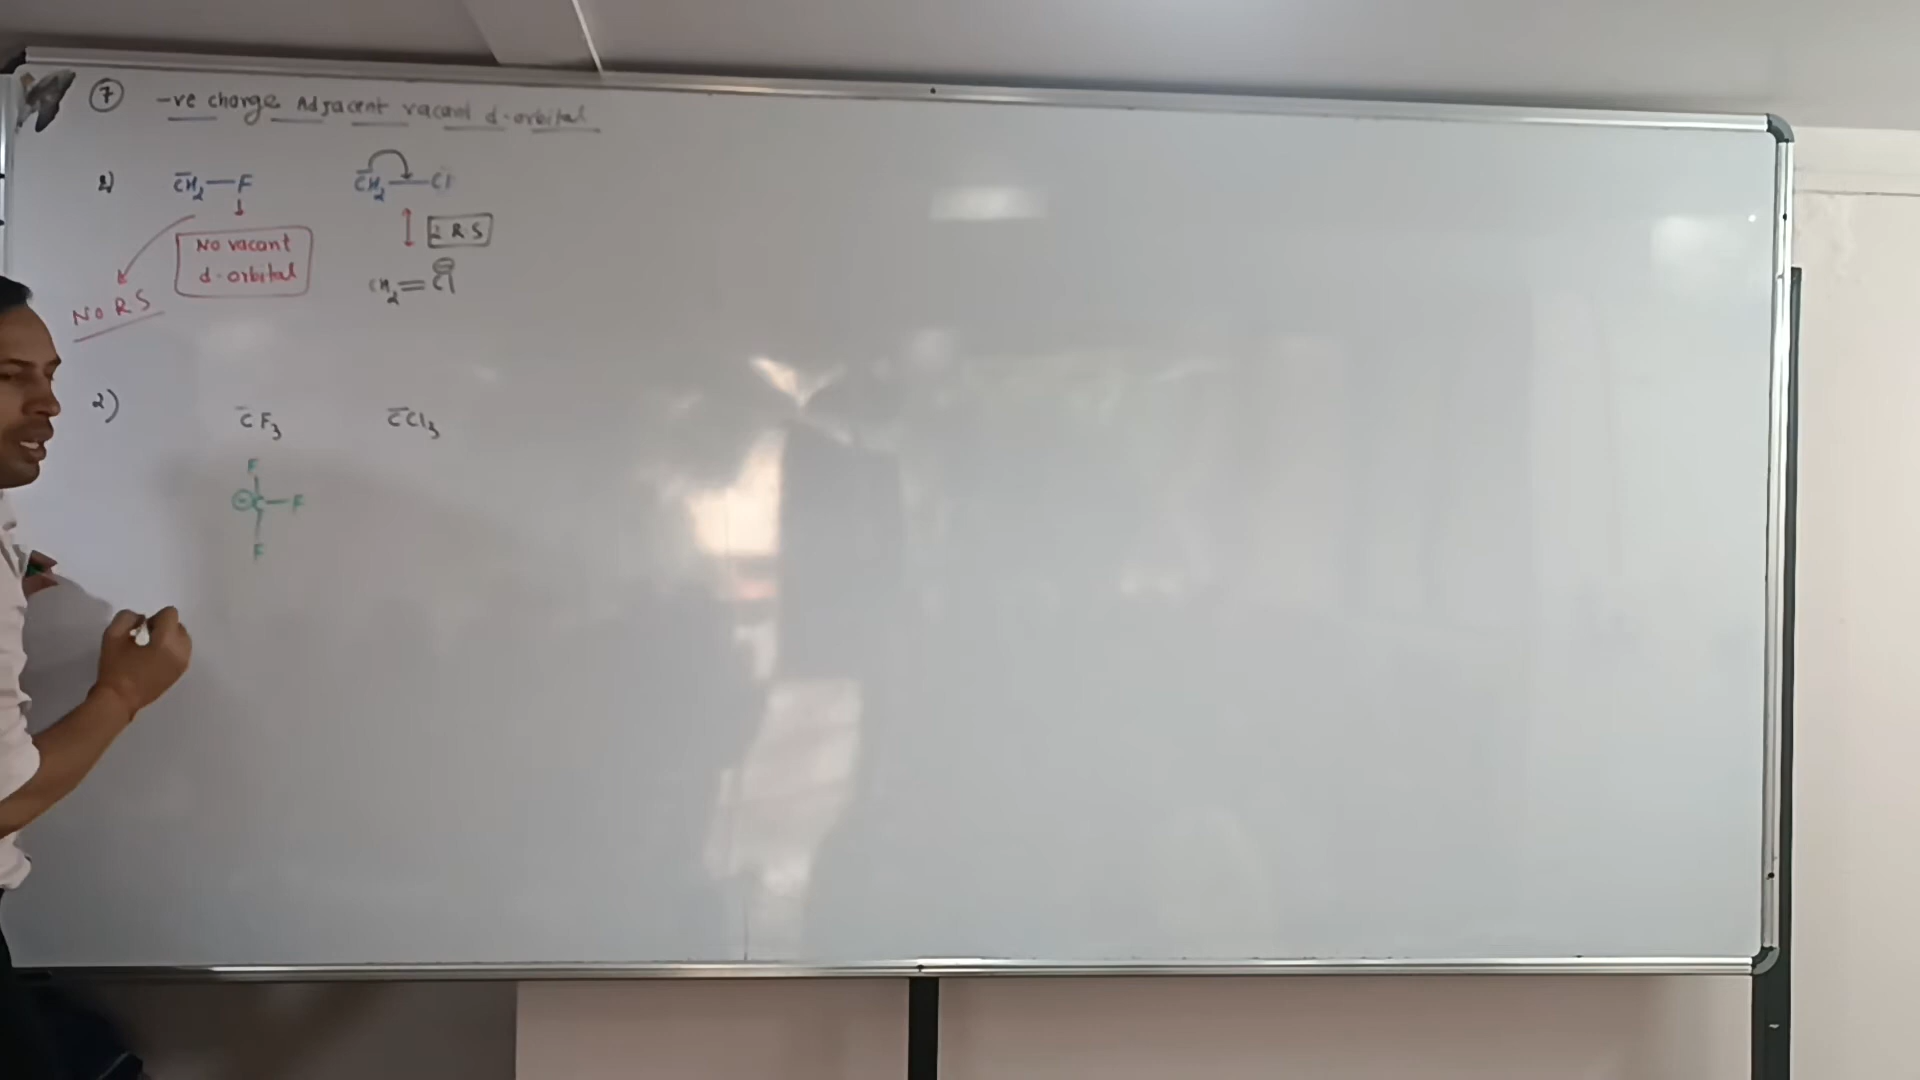 ⑦ -ve charge Adjacent vacant d-orbital
1) C̄H₂—F C̄H₂—Cl
No vacant
d-orbital
2 R.S
CH₂=Cl⊖
No R S
2) C̄F₃ C̄Cl₃
F
⊖C—F
F